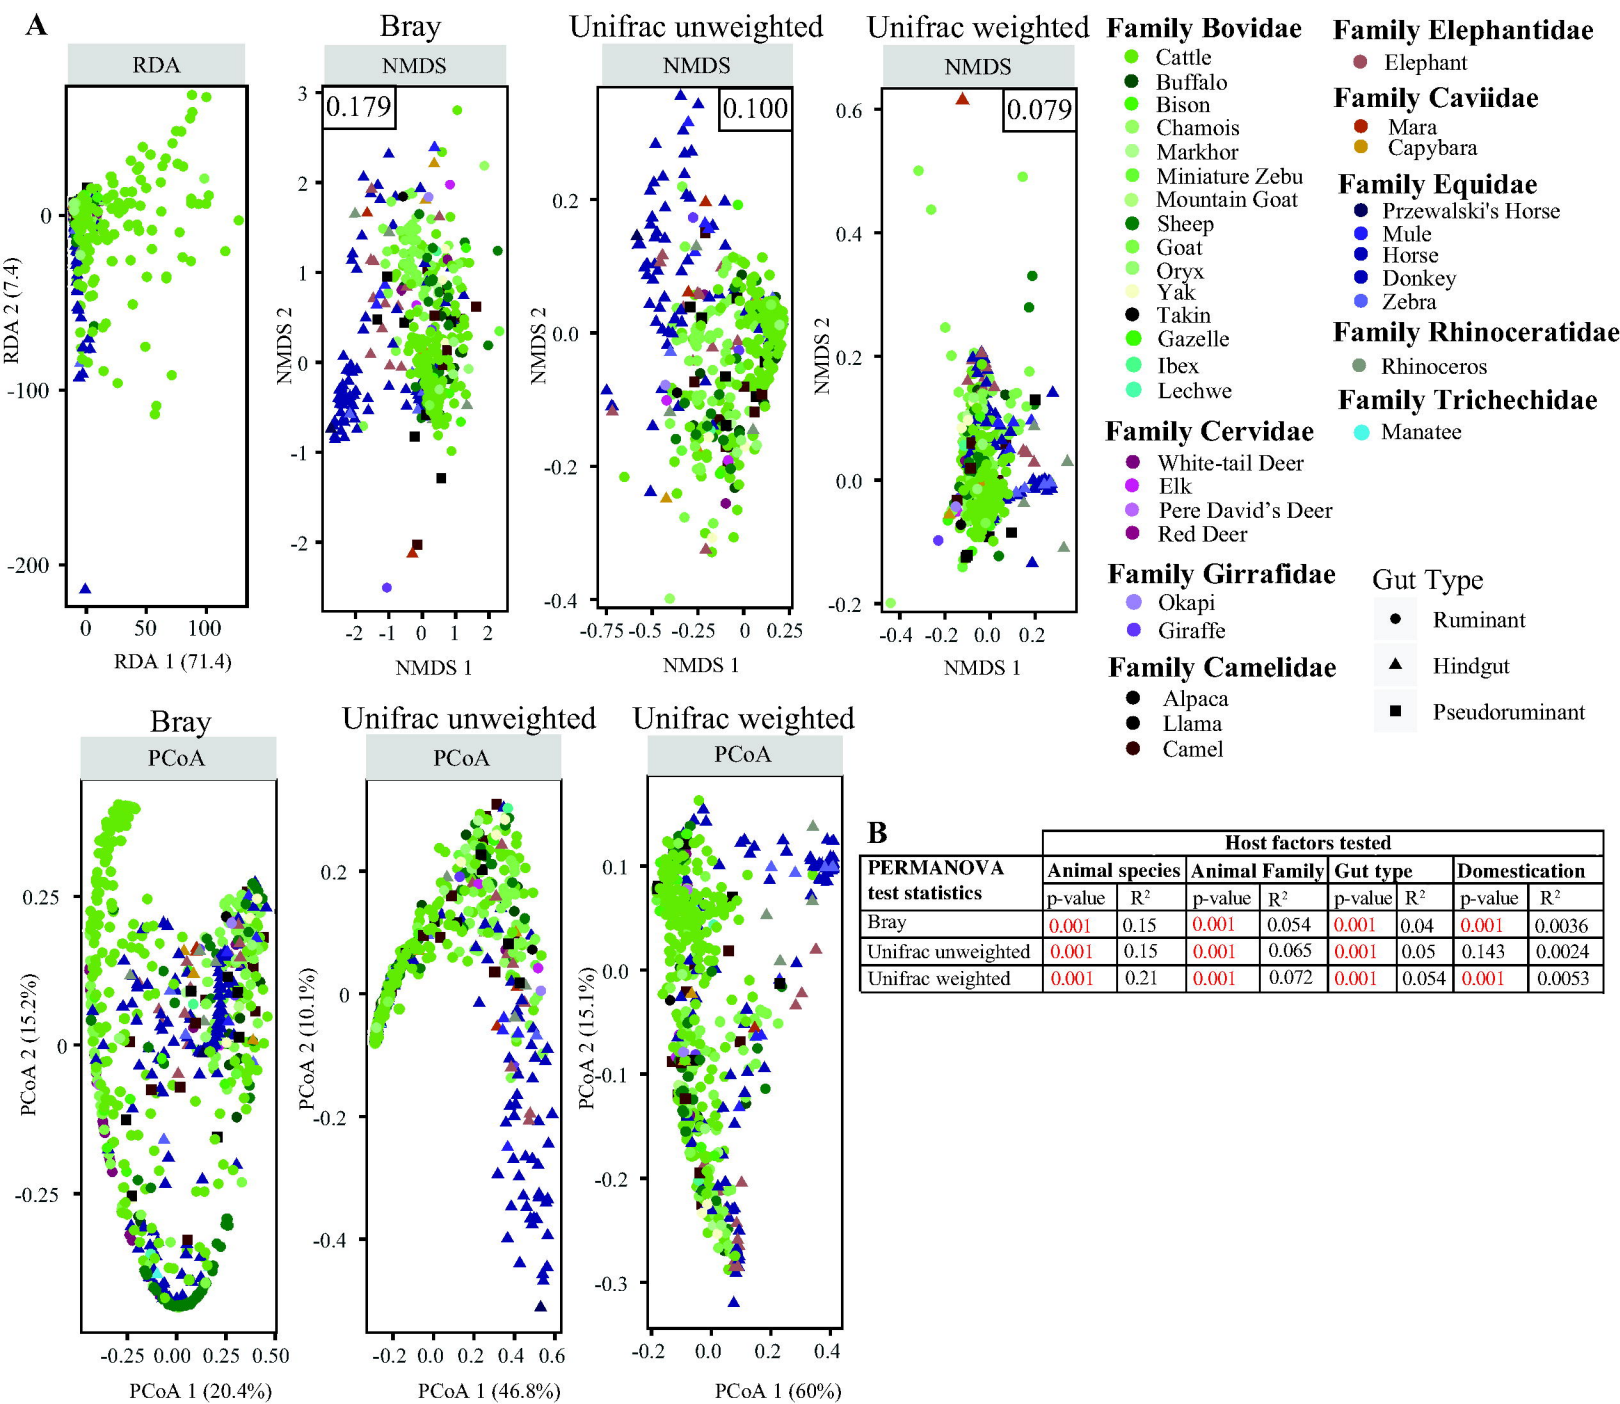 A
RDA
RDA 2 (7.4)
0
-100
-200
0 50 100
RDA 1 (71.4)
Bray
NMDS
0.179
NMDS 2
3
2
1
0
-1
-2
-2 -1 0 1 2
NMDS 1
Unifrac unweighted
NMDS
0.100
NMDS 2
0.2
0.0
-0.2
-0.4
-0.75 -0.5 -0.25 0 0.25
NMDS 1
Unifrac weighted
NMDS
0.079
NMDS 2
0.6
0.4
0.2
0.0
-0.2
-0.4 -0.2 0.0 0.2
NMDS 1
Family Bovidae
Cattle
Buffalo
Bison
Chamois
Markhor
Miniature Zebu
Mountain Goat
Sheep
Goat
Oryx
Yak
Takin
Gazelle
Ibex
Lechwe
Family Cervidae
White-tail Deer
Elk
Pere David’s Deer
Red Deer
Family Girrafidae
Okapi
Giraffe
Family Camelidae
Alpaca
Llama
Camel
Family Elephantidae
Elephant
Family Caviidae
Mara
Capybara
Family Equidae
Przewalski's Horse
Mule
Horse
Donkey
Zebra
Family Rhinoceratidae
Rhinoceros
Family Trichechidae
Manatee
Gut Type
Ruminant
Hindgut
Pseudoruminant
Bray
PCoA
PCoA 2 (15.2%)
0.25
0
-0.25
-0.25 0.00 0.25 0.50
PCoA 1 (20.4%)
Unifrac unweighted
PCoA
PCoA 2 (10.1%)
0.2
0
-0.2
-0.4
-0.2 0.0 0.2 0.4 0.6
PCoA 1 (46.8%)
Unifrac weighted
PCoA
PCoA 2 (15.1%)
0.1
0.0
-0.1
-0.2
-0.3
-0.2 0.0 0.2 0.4
PCoA 1 (60%)
B
Host factors tested
PERMANOVA
test statistics
Animal species Animal Family Gut type Domestication
p-value R² p-value R² p-value R² p-value R²
Bray 0.001 0.15 0.001 0.054 0.001 0.04 0.001 0.0036
Unifrac unweighted 0.001 0.15 0.001 0.065 0.001 0.05 0.143 0.0024
Unifrac weighted 0.001 0.21 0.001 0.072 0.001 0.054 0.001 0.0053